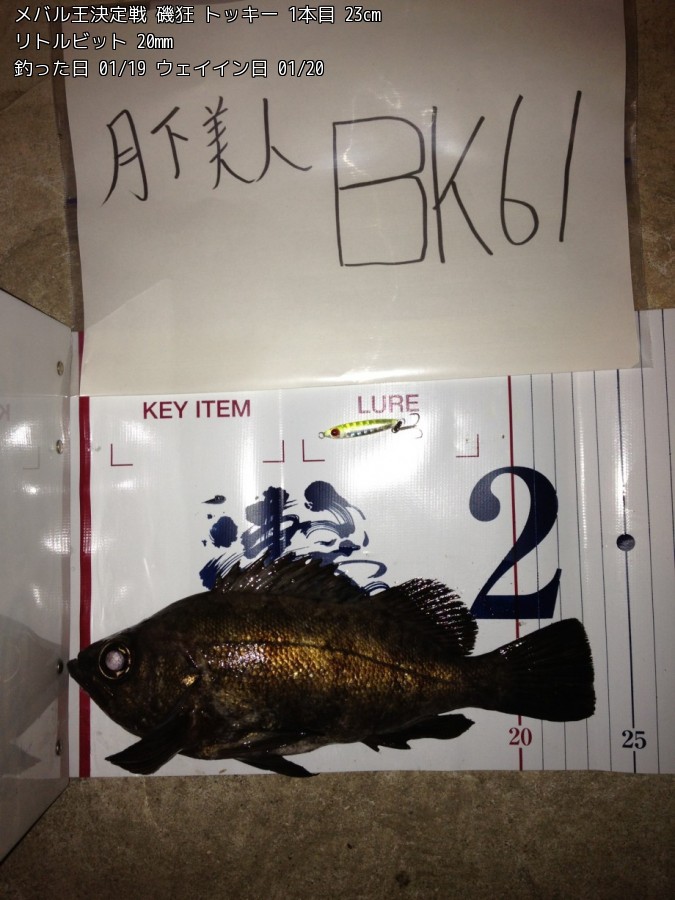 メバル王決定戦 磯狂 トッキー 1本目 23cm
リトルビット 20mm
釣った日 01/19 ウェイイン日 01/20
月下美人 BK61
KEY ITEM LURE
2
20 25